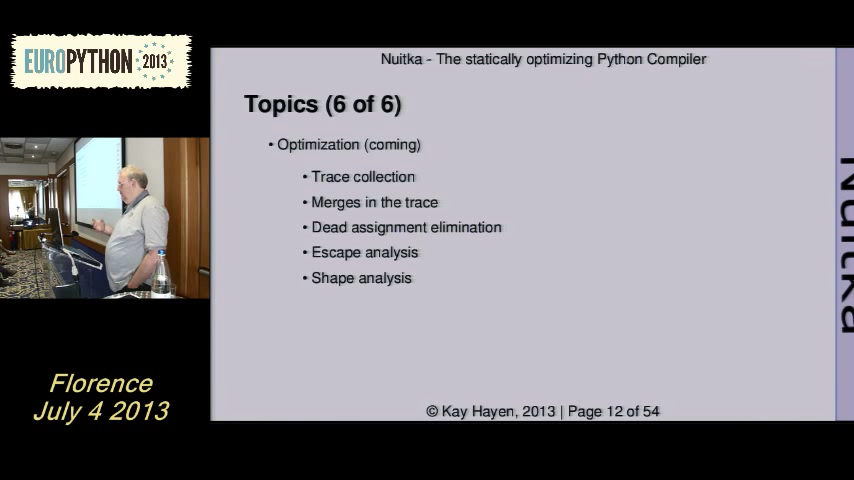 EUROPYTHON 2013
Nuitka - The statically optimizing Python Compiler
Topics (6 of 6)
• Optimization (coming)
• Trace collection
• Merges in the trace
• Dead assignment elimination
• Escape analysis
• Shape analysis
Nuitka
© Kay Hayen, 2013 | Page 12 of 54
Florence
July 4 2013